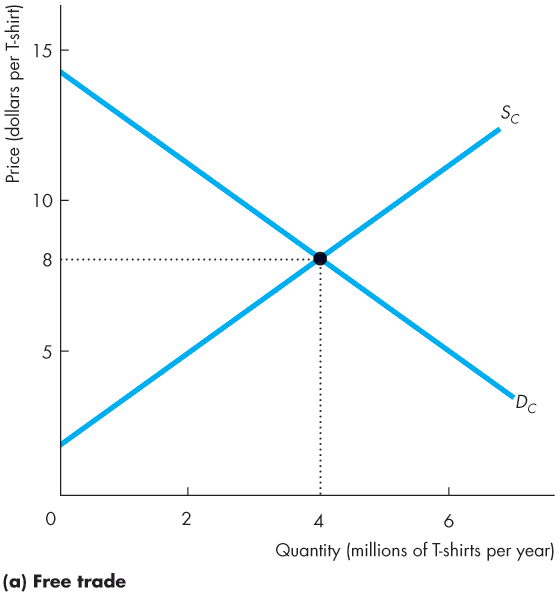 Price (dollars per T-shirt)
15
S_C
10
8
5
D_C
0
2
4
6
Quantity (millions of T-shirts per year)
(a) Free trade